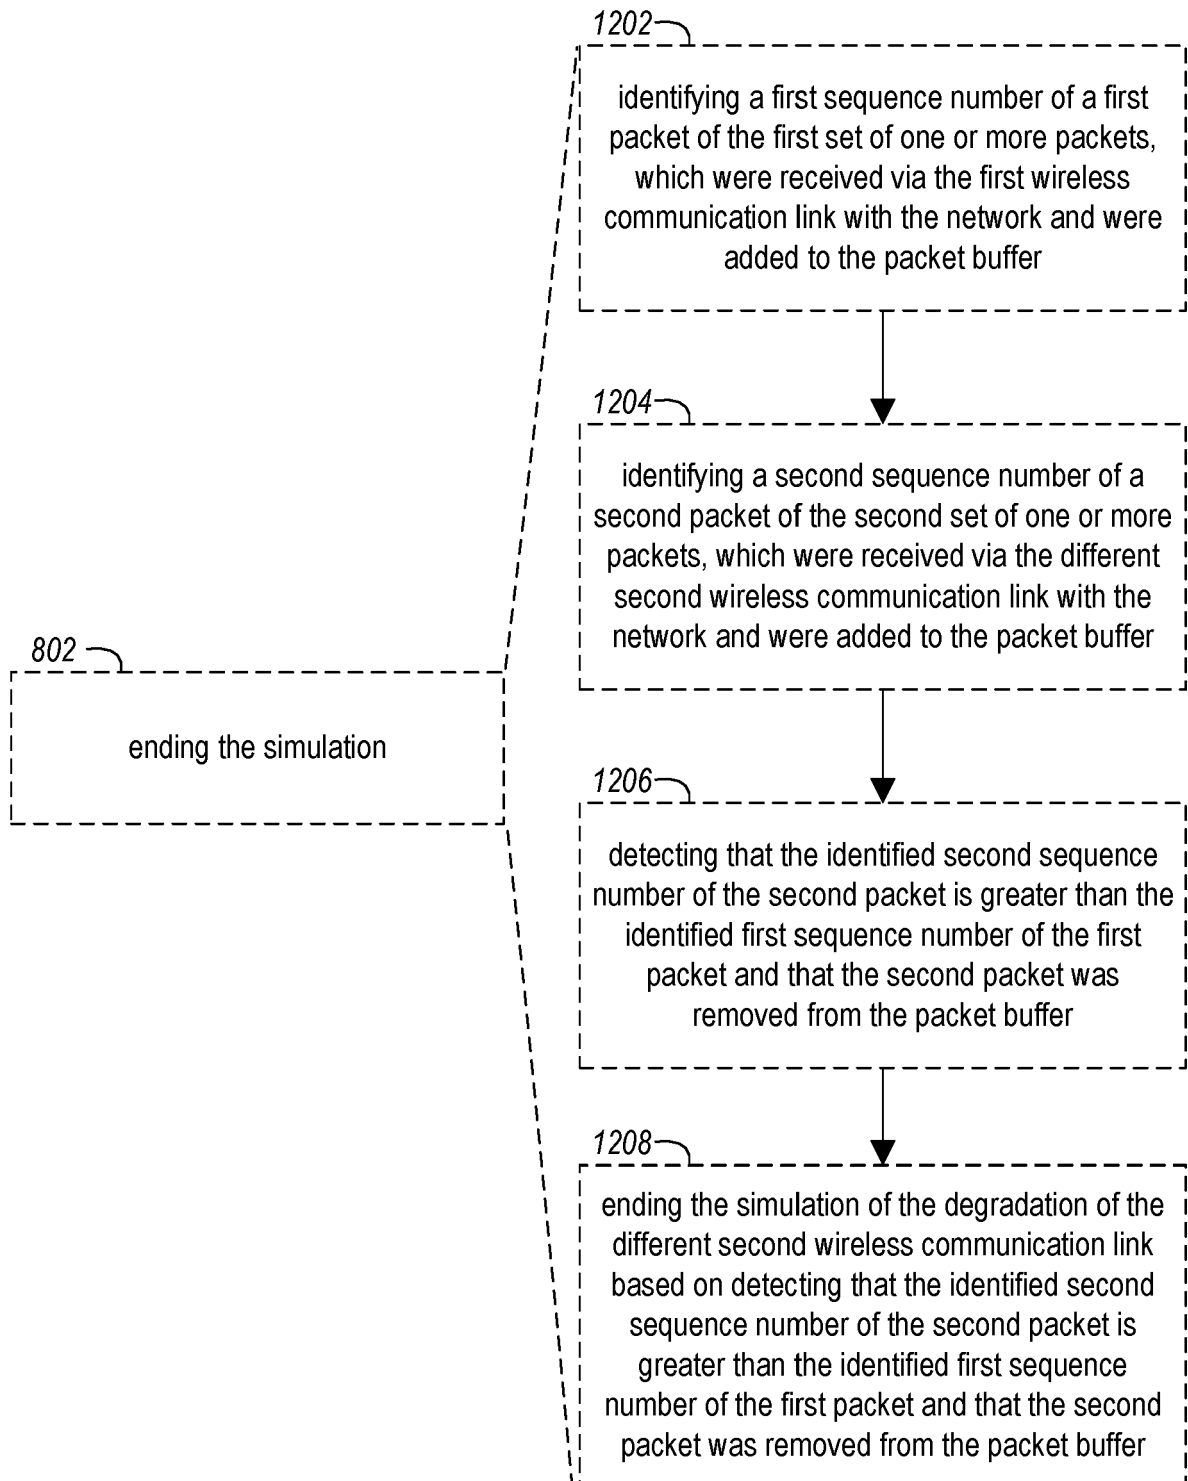 1202
identifying a first sequence number of a first
packet of the first set of one or more packets,
which were received via the first wireless
communication link with the network and were
added to the packet buffer
1204
identifying a second sequence number of a
second packet of the second set of one or more
packets, which were received via the different
second wireless communication link with the
network and were added to the packet buffer
802
ending the simulation
1206
detecting that the identified second sequence
number of the second packet is greater than the
identified first sequence number of the first
packet and that the second packet was
removed from the packet buffer
1208
ending the simulation of the degradation of the
different second wireless communication link
based on detecting that the identified second
sequence number of the second packet is
greater than the identified first sequence
number of the first packet and that the second
packet was removed from the packet buffer